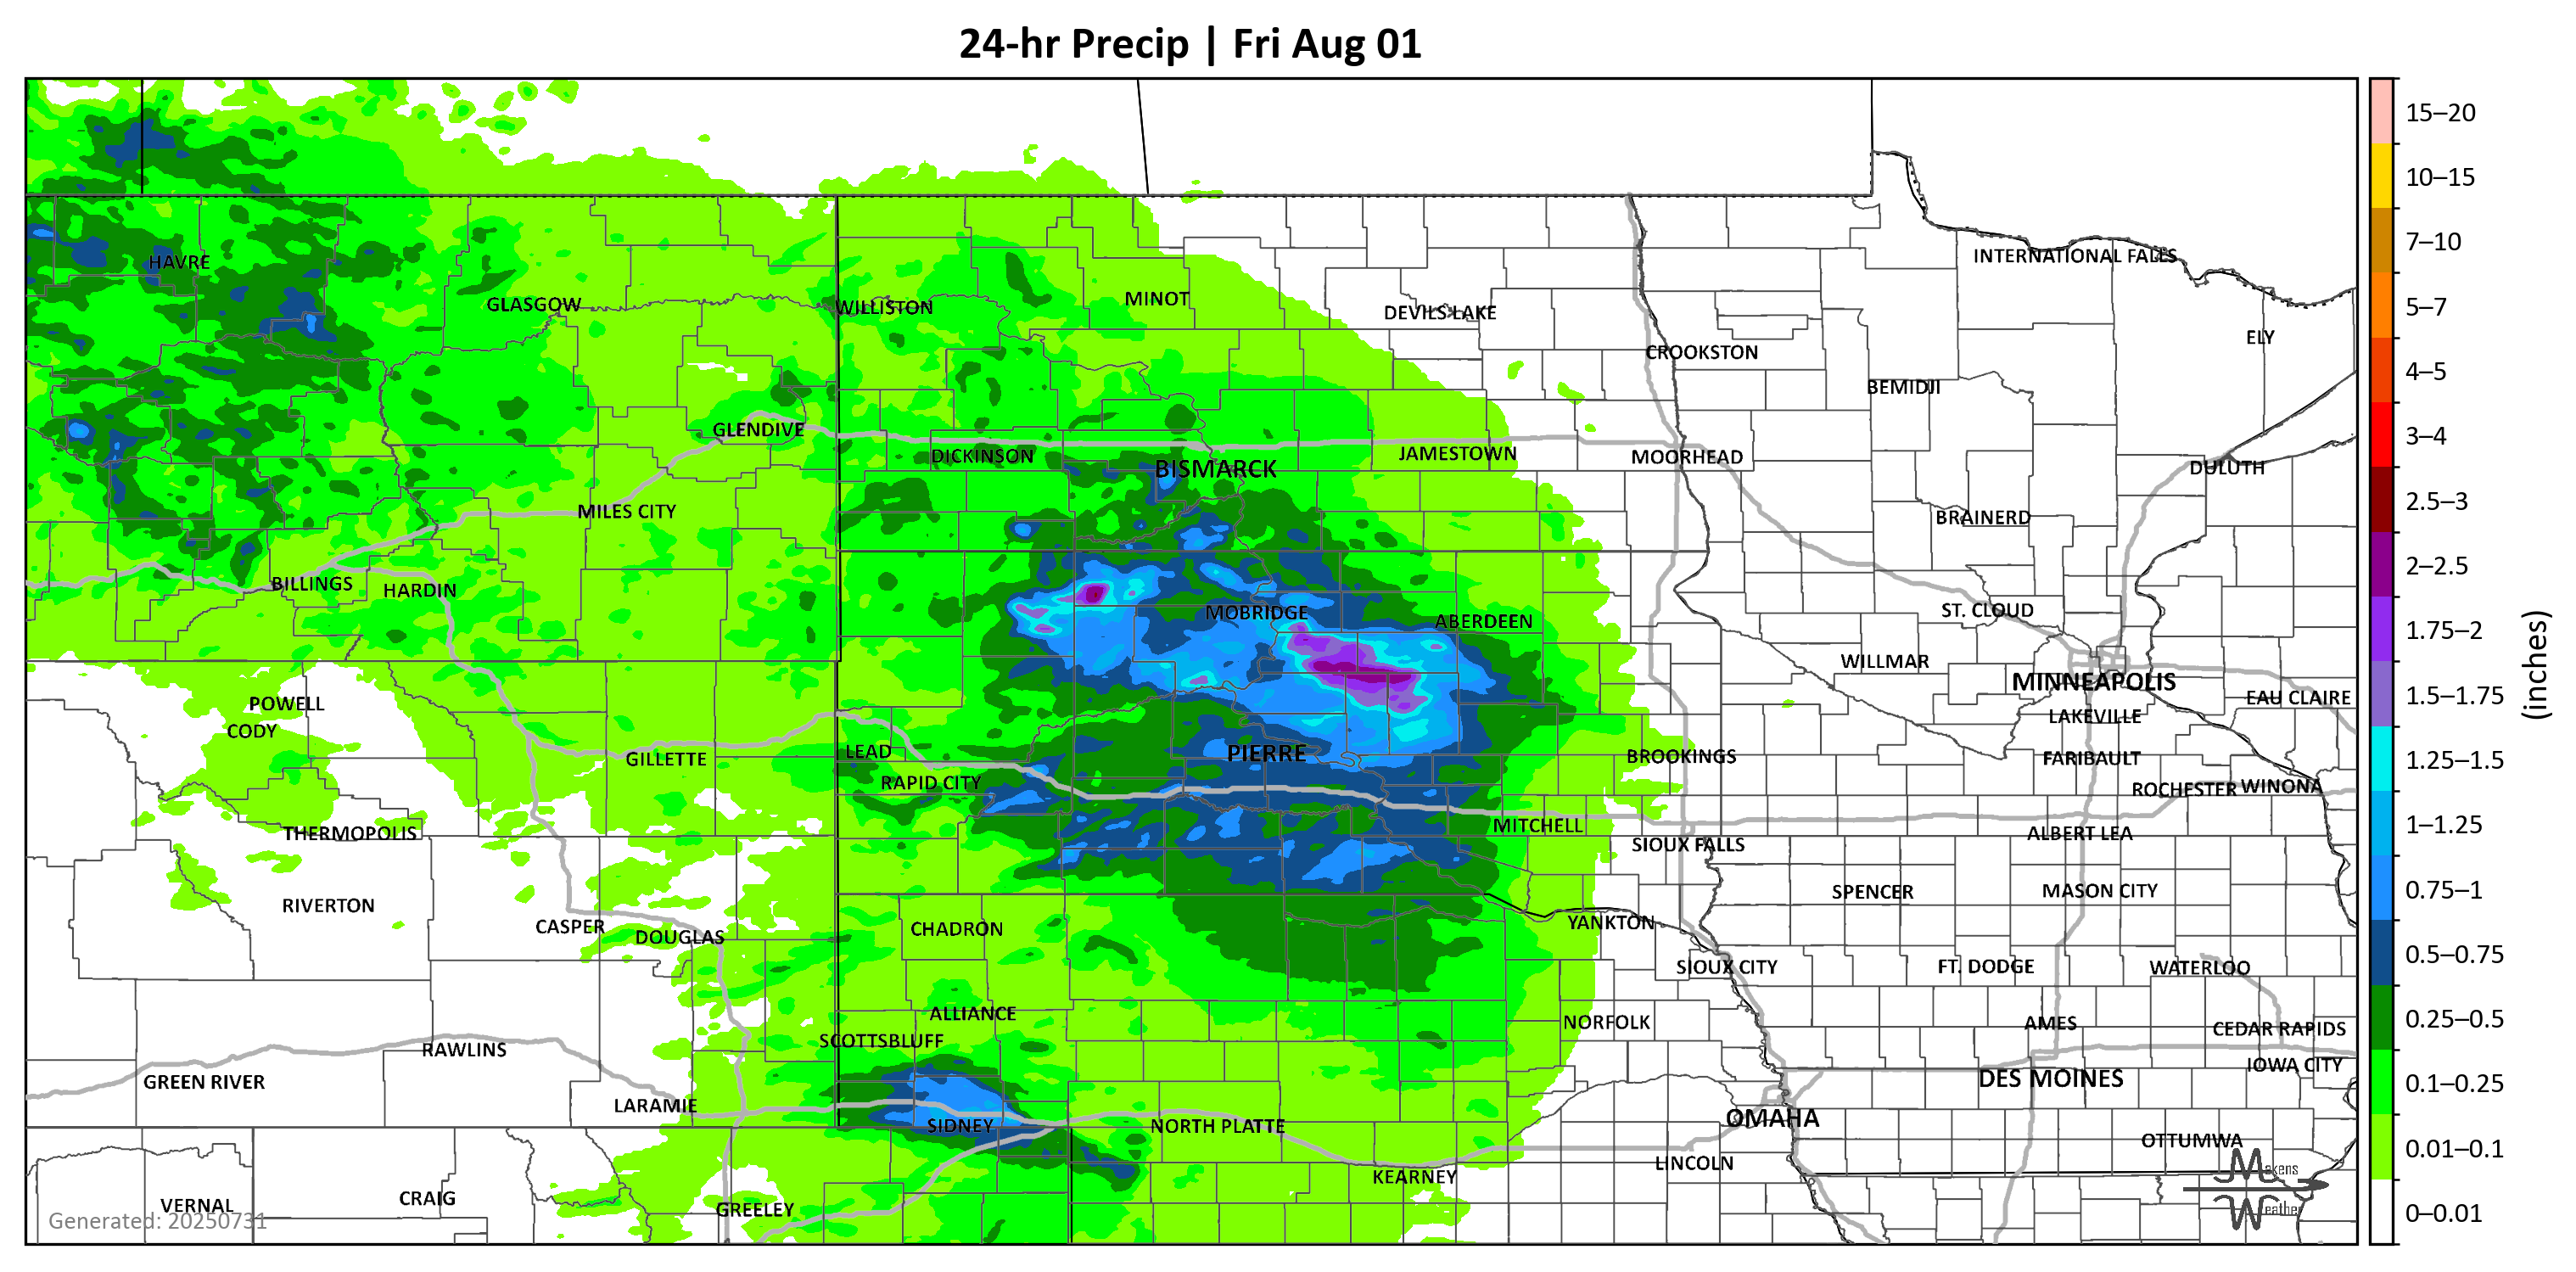 24-hr Precip | Fri Aug 01
15–20
10–15
7–10
5–7
4–5
3–4
2.5–3
2–2.5
1.75–2
1.5–1.75
1.25–1.5
1–1.25
0.75–1
0.5–0.75
0.25–0.5
0.1–0.25
0.01–0.1
0–0.01
(inches)
INTERNATIONAL FALLS
HAVRE
GLASGOW
WILLISTON
MINOT
DEVILS LAKE
ELY
CROOKSTON
BEMIDJI
GLENDIVE
DICKINSON
BISMARCK
JAMESTOWN
MOORHEAD
DULUTH
MILES CITY
BRAINERD
BILLINGS
HARDIN
MOBRIDGE
ABERDEEN
ST. CLOUD
WILLMAR
MINNEAPOLIS
EAU CLAIRE
POWELL
CODY
LAKEVILLE
GILLETTE
LEAD
PIERRE
BROOKINGS
FARIBAULT
RAPID CITY
ROCHESTER
WINONA
THERMOPOLIS
MITCHELL
ALBERT LEA
SIOUX FALLS
RIVERTON
SPENCER
MASON CITY
CASPER
DOUGLAS
CHADRON
YANKTON
SIOUX CITY
FT. DODGE
WATERLOO
ALLIANCE
SCOTTSBLUFF
NORFOLK
AMES
CEDAR RAPIDS
RAWLINS
IOWA CITY
GREEN RIVER
DES MOINES
LARAMIE
SIDNEY
NORTH PLATTE
OMAHA
OTTUMWA
LINCOLN
KEARNEY
VERNAL
CRAIG
GREELEY
Generated: 20250731
Makens
Weather